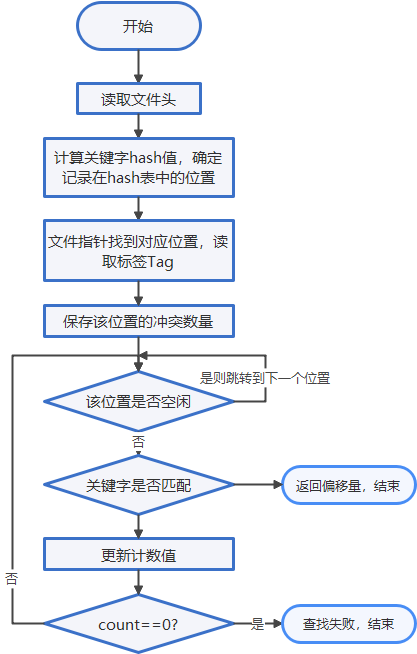 开始
读取文件头
计算关键字hash值，确定
记录在hash表中的位置
文件指针找到对应位置，读
取标签Tag
保存该位置的冲突数量
是则跳转到下一个位置
该位置是否空闲
否
关键字是否匹配
返回偏移量，结束
更新计数值
否
count==0?
是
查找失败，结束